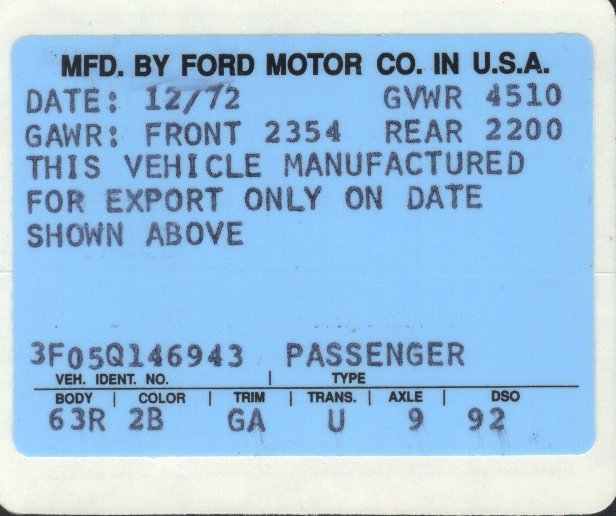 MFD. BY FORD MOTOR CO. IN U.S.A.
DATE: 12/72 GVWR 4510
GAWR: FRONT 2354 REAR 2200
THIS VEHICLE MANUFACTURED
FOR EXPORT ONLY ON DATE
SHOWN ABOVE
3F05Q146943 PASSENGER
VEH. IDENT. NO. | TYPE
BODY | COLOR | TRIM | TRANS. | AXLE | DSO
63R 2B GA U 9 92